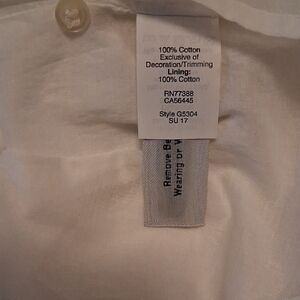 100% Cotton
Exclusive of
Decoration/Trimming
Lining:
100% Cotton
RN77388
CA56445
Style G5304
SU 17
Remove Be
Wearing or W